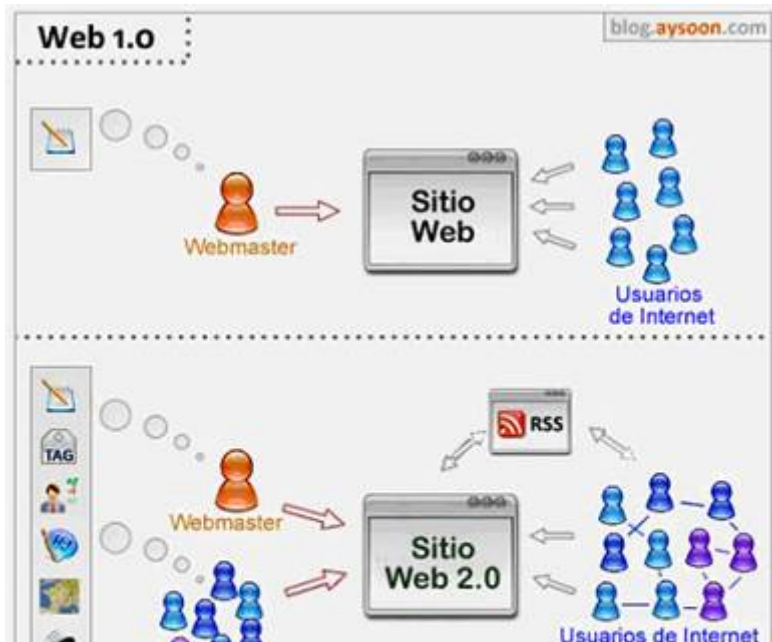 Web 1.0
blog.aysoon.com
Sitio
Web
Webmaster
Usuarios
de Internet
RSS
TAG
Webmaster
Sitio
Web 2.0
Usuarios de Internet